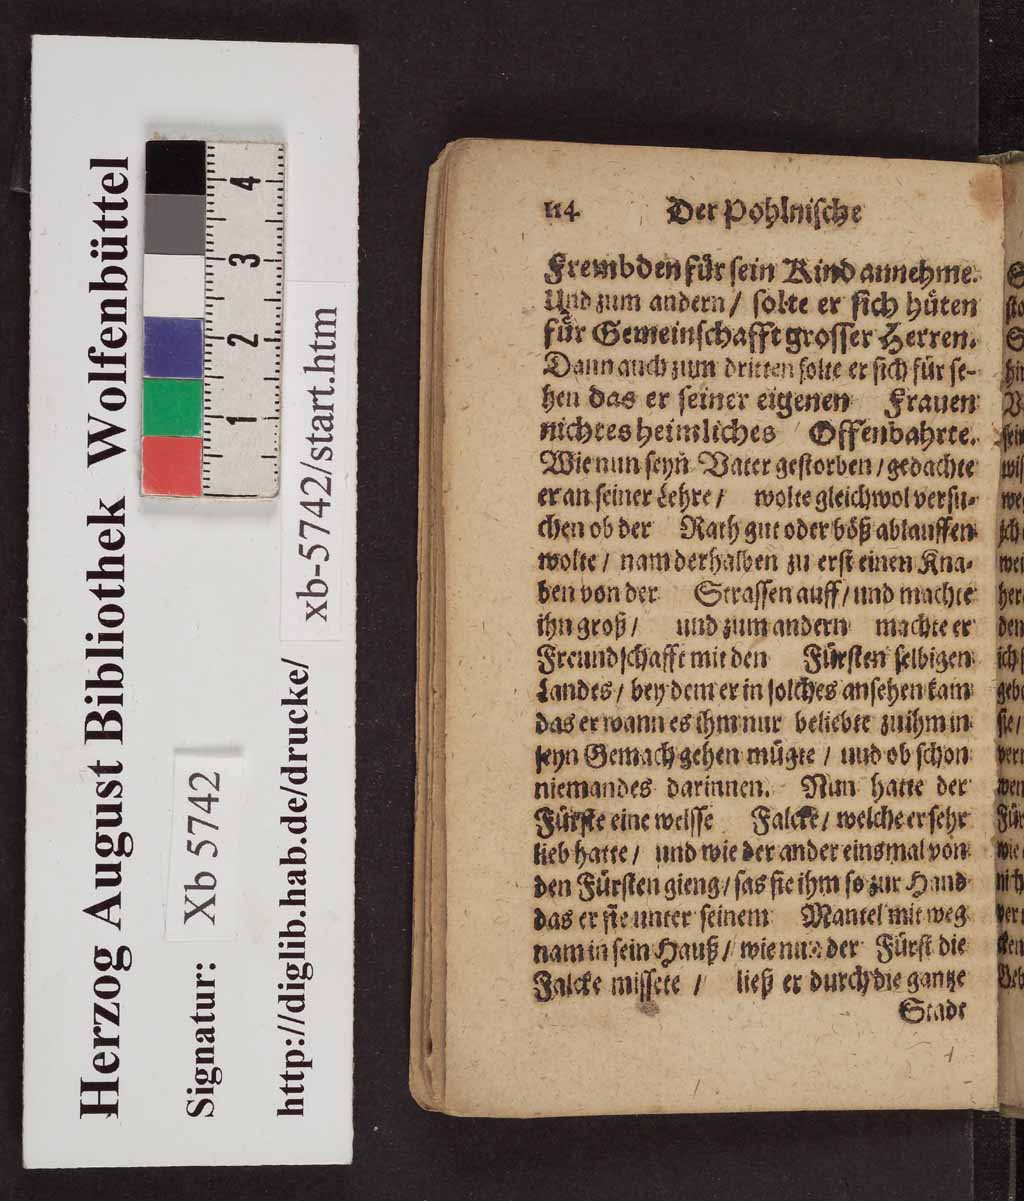 Herzog August Bibliothek Wolfenbüttel
Signatur: Xb 5742
http://diglib.hab.de/drucke/ xb-5742/start.htm
1 2 3 4
114 Der Pohlnische
Frembden für sein Kind annehme.
Und zum andern / solte er sich hüten
für Gemeinschafft grosser Herren.
Dann auch zum dritten solte er sich für se-
hen das er seiner eigenen Frauen
nichtes heimliches Offenbahrte.
Wie nun seyn Vater gestorben / gedachte
er an seiner Lehre / wolte gleichwol versu-
chen ob der Rath gut oder böß ablauffen
wolte / nam derhalben zu erst einen Kna-
ben von der Strassen auff / und machte
ihn groß / und zum andern machte er
Freundschafft mit den Fürsten selbigen
Landes / bey dem er in solches ansehen kam
das er wann es ihm nur beliebte zu ihm in
seyn Gemach gehen mügte / und ob schon
niemandes darinnen. Nun hatte der
Fürste eine weisse Falcke / welche er sehr
lieb hatte / und wie der ander einsmal von
den Fürsten gieng / sas sie ihm so zur Hand
das er sie unter seinem Mantel mit weg
nam in sein Hauß / wie nun der Fürst die
Falcke missete / ließ er durch die gantze
Stadt